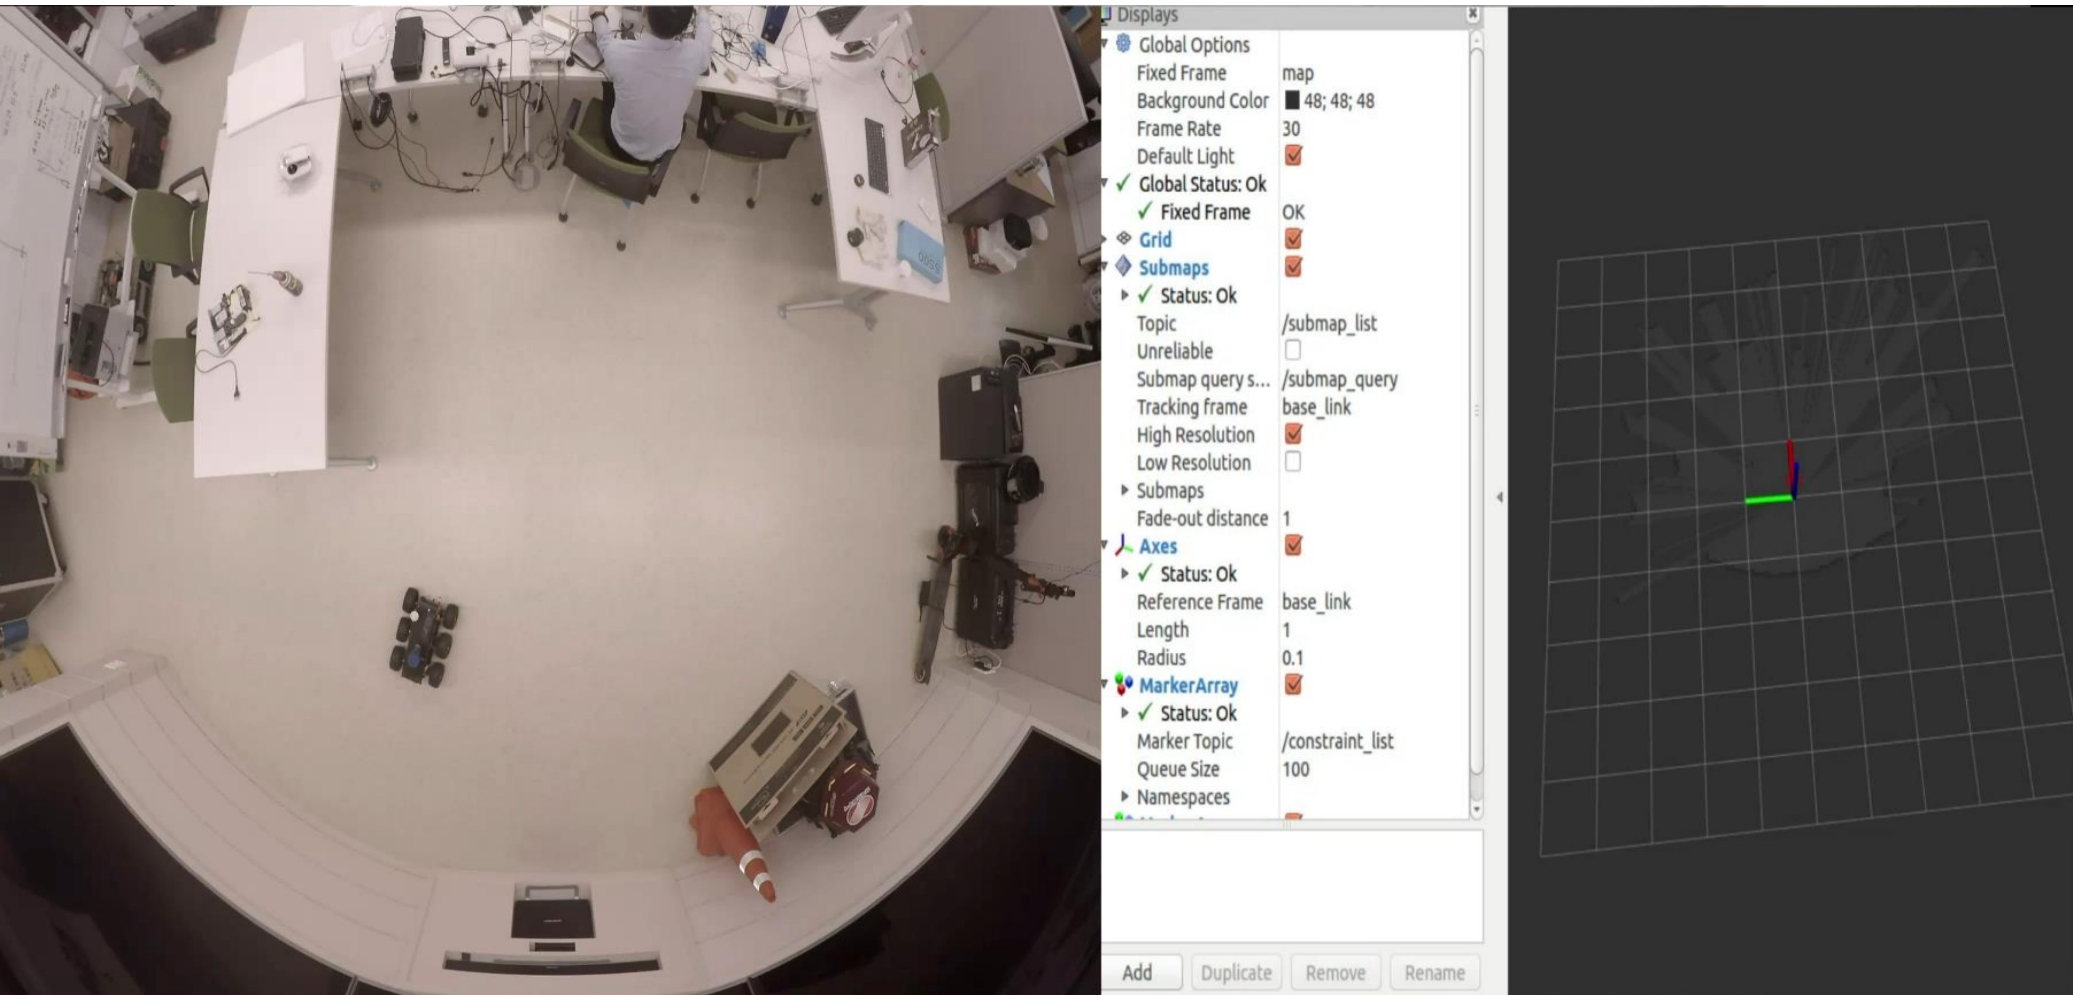 Displays
Global Options
Fixed Frame map
Background Color 48; 48; 48
Frame Rate 30
Default Light
Global Status: Ok
Fixed Frame OK
Grid
Submaps
Status: Ok
Topic /submap_list
Unreliable
Submap query s... /submap_query
Tracking frame base_link
High Resolution
Low Resolution
Submaps
Fade-out distance 1
Axes
Status: Ok
Reference Frame base_link
Length 1
Radius 0.1
MarkerArray
Status: Ok
Marker Topic /constraint_list
Queue Size 100
Namespaces
Add Duplicate Remove Rename